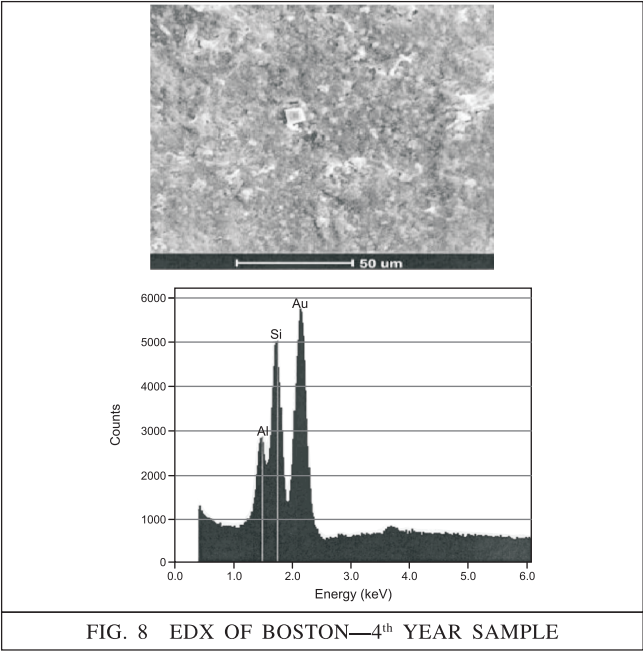 50 um
6000
Au
Si
5000
4000
Counts
3000
Al
2000
1000
0
0.0 1.0 2.0 3.0 4.0 5.0 6.0
Energy (keV)
FIG. 8 EDX OF BOSTON—4th YEAR SAMPLE